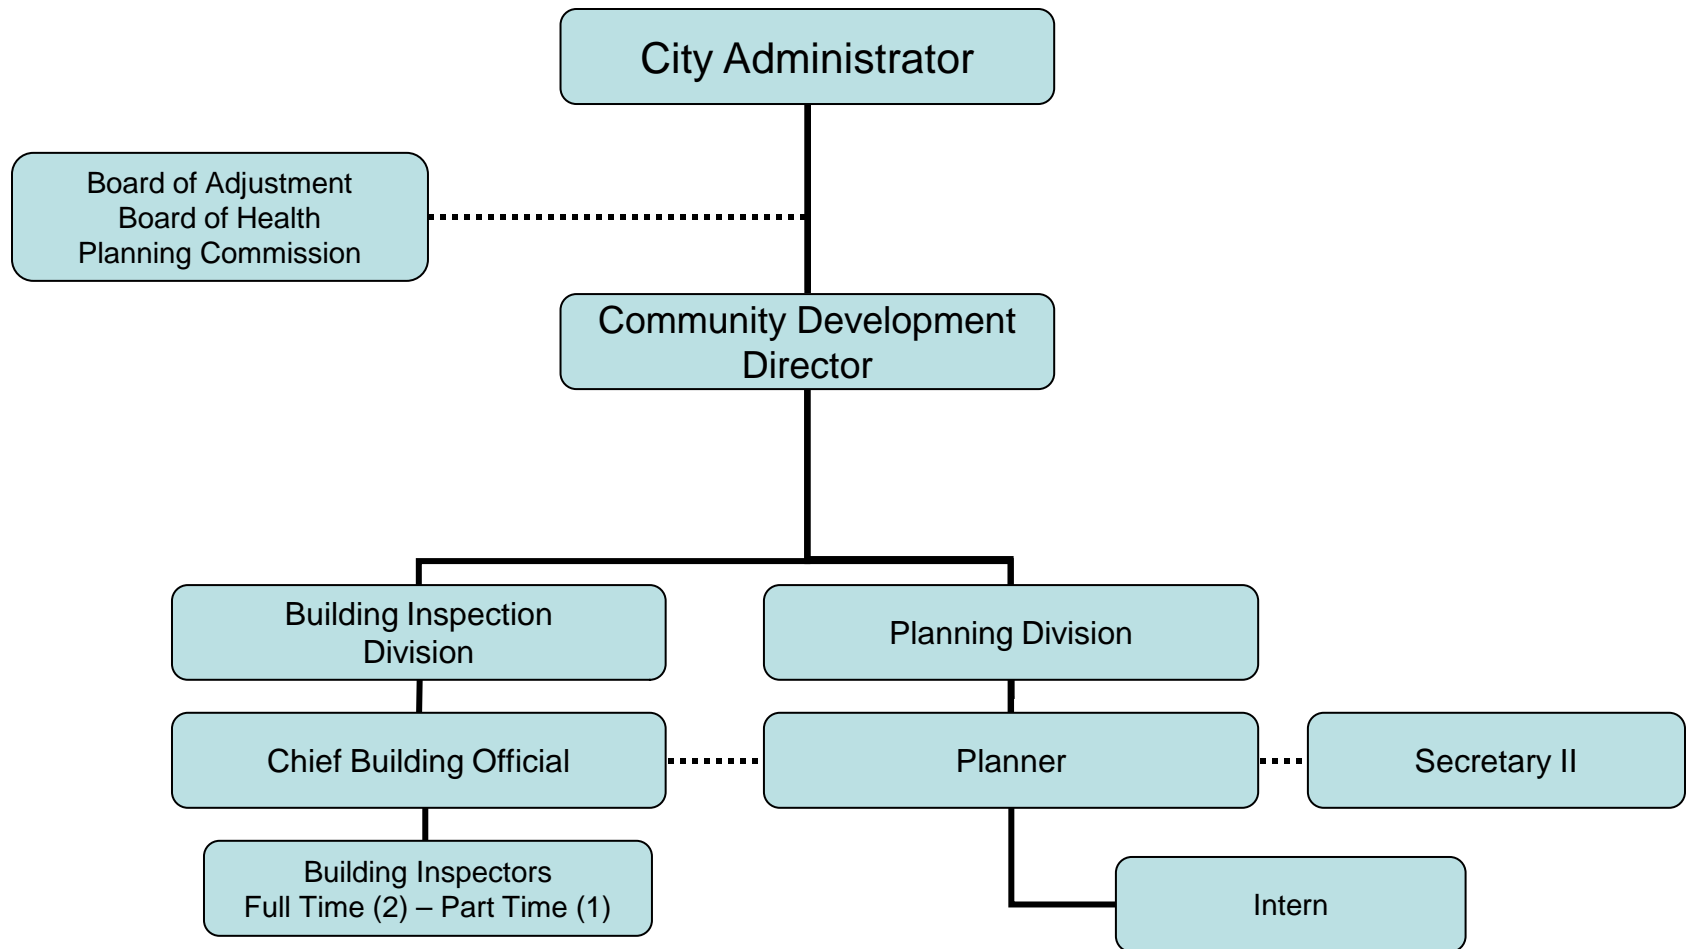 City Administrator
Board of Adjustment
Board of Health
Planning Commission
Community Development
Director
Building Inspection
Division
Planning Division
Chief Building Official
Planner
Secretary II
Building Inspectors
Full Time (2) – Part Time (1)
Intern